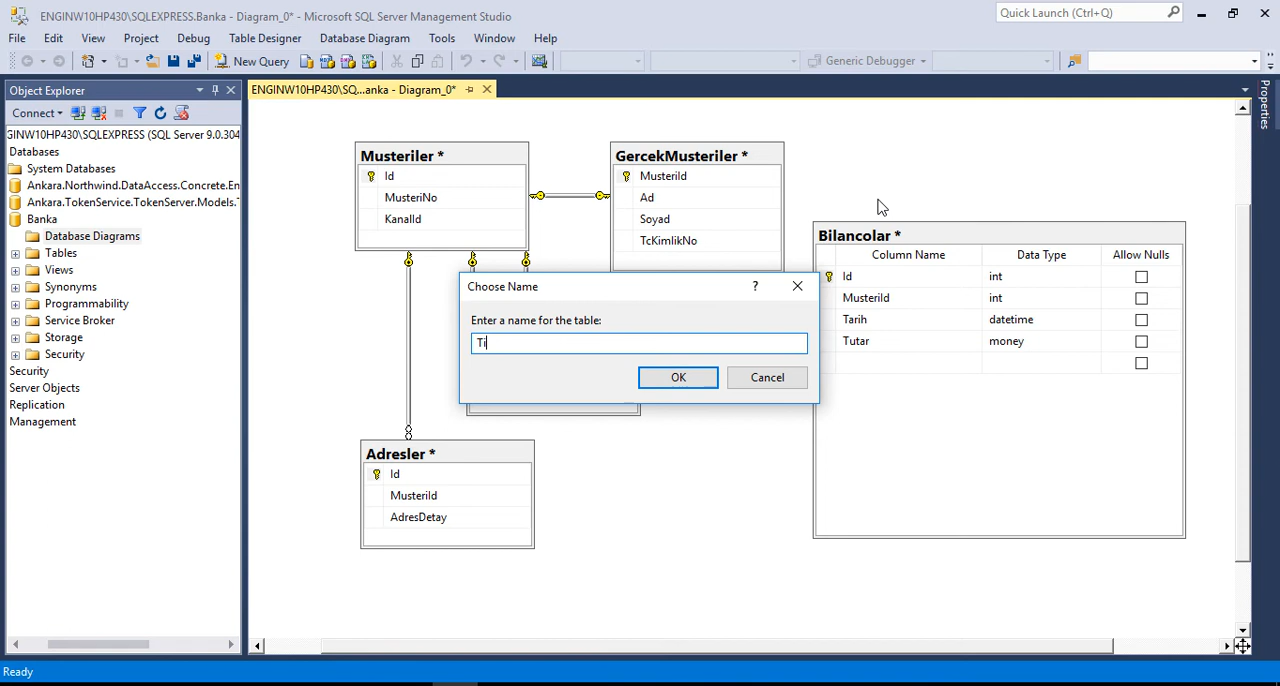 ENGINW10HP430\SQLEXPRESS.Banka - Diagram_0* - Microsoft SQL Server Management Studio
Quick Launch (Ctrl+Q)
File Edit View Project Debug Table Designer Database Diagram Tools Window Help
New Query
Generic Debugger
Object Explorer
ENGINW10HP430\SQ...anka - Diagram_0*
Properties
Connect
GINW10HP430\SQLEXPRESS (SQL Server 9.0.304
Databases
System Databases
Ankara.Northwind.DataAccess.Concrete.En
Ankara.TokenService.TokenServer.Models.T
Banka
Database Diagrams
Tables
Views
Synonyms
Programmability
Service Broker
Storage
Security
Security
Server Objects
Replication
Management
Musteriler *
Id
MusteriNo
KanalId
GercekMusteriler *
MusteriId
Ad
Soyad
TcKimlikNo
Bilancolar *
Column Name Data Type Allow Nulls
Id int
MusteriId int
Tarih datetime
Tutar money
Choose Name
?
Enter a name for the table:
Ti
OK Cancel
Adresler *
Id
MusteriId
AdresDetay
Ready